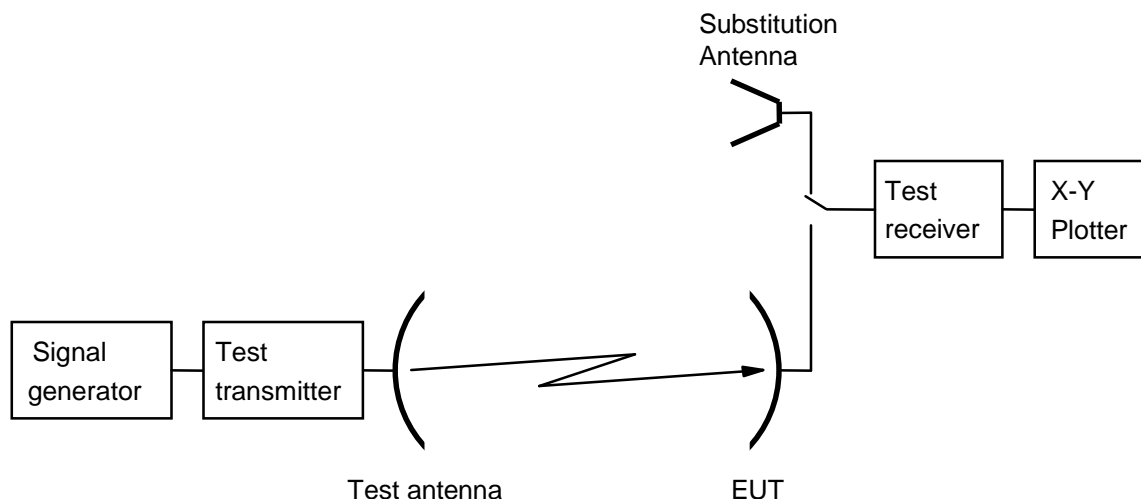 Substitution
Antenna
Test
receiver
X-Y
Plotter
Signal
generator
Test
transmitter
Test antenna
EUT